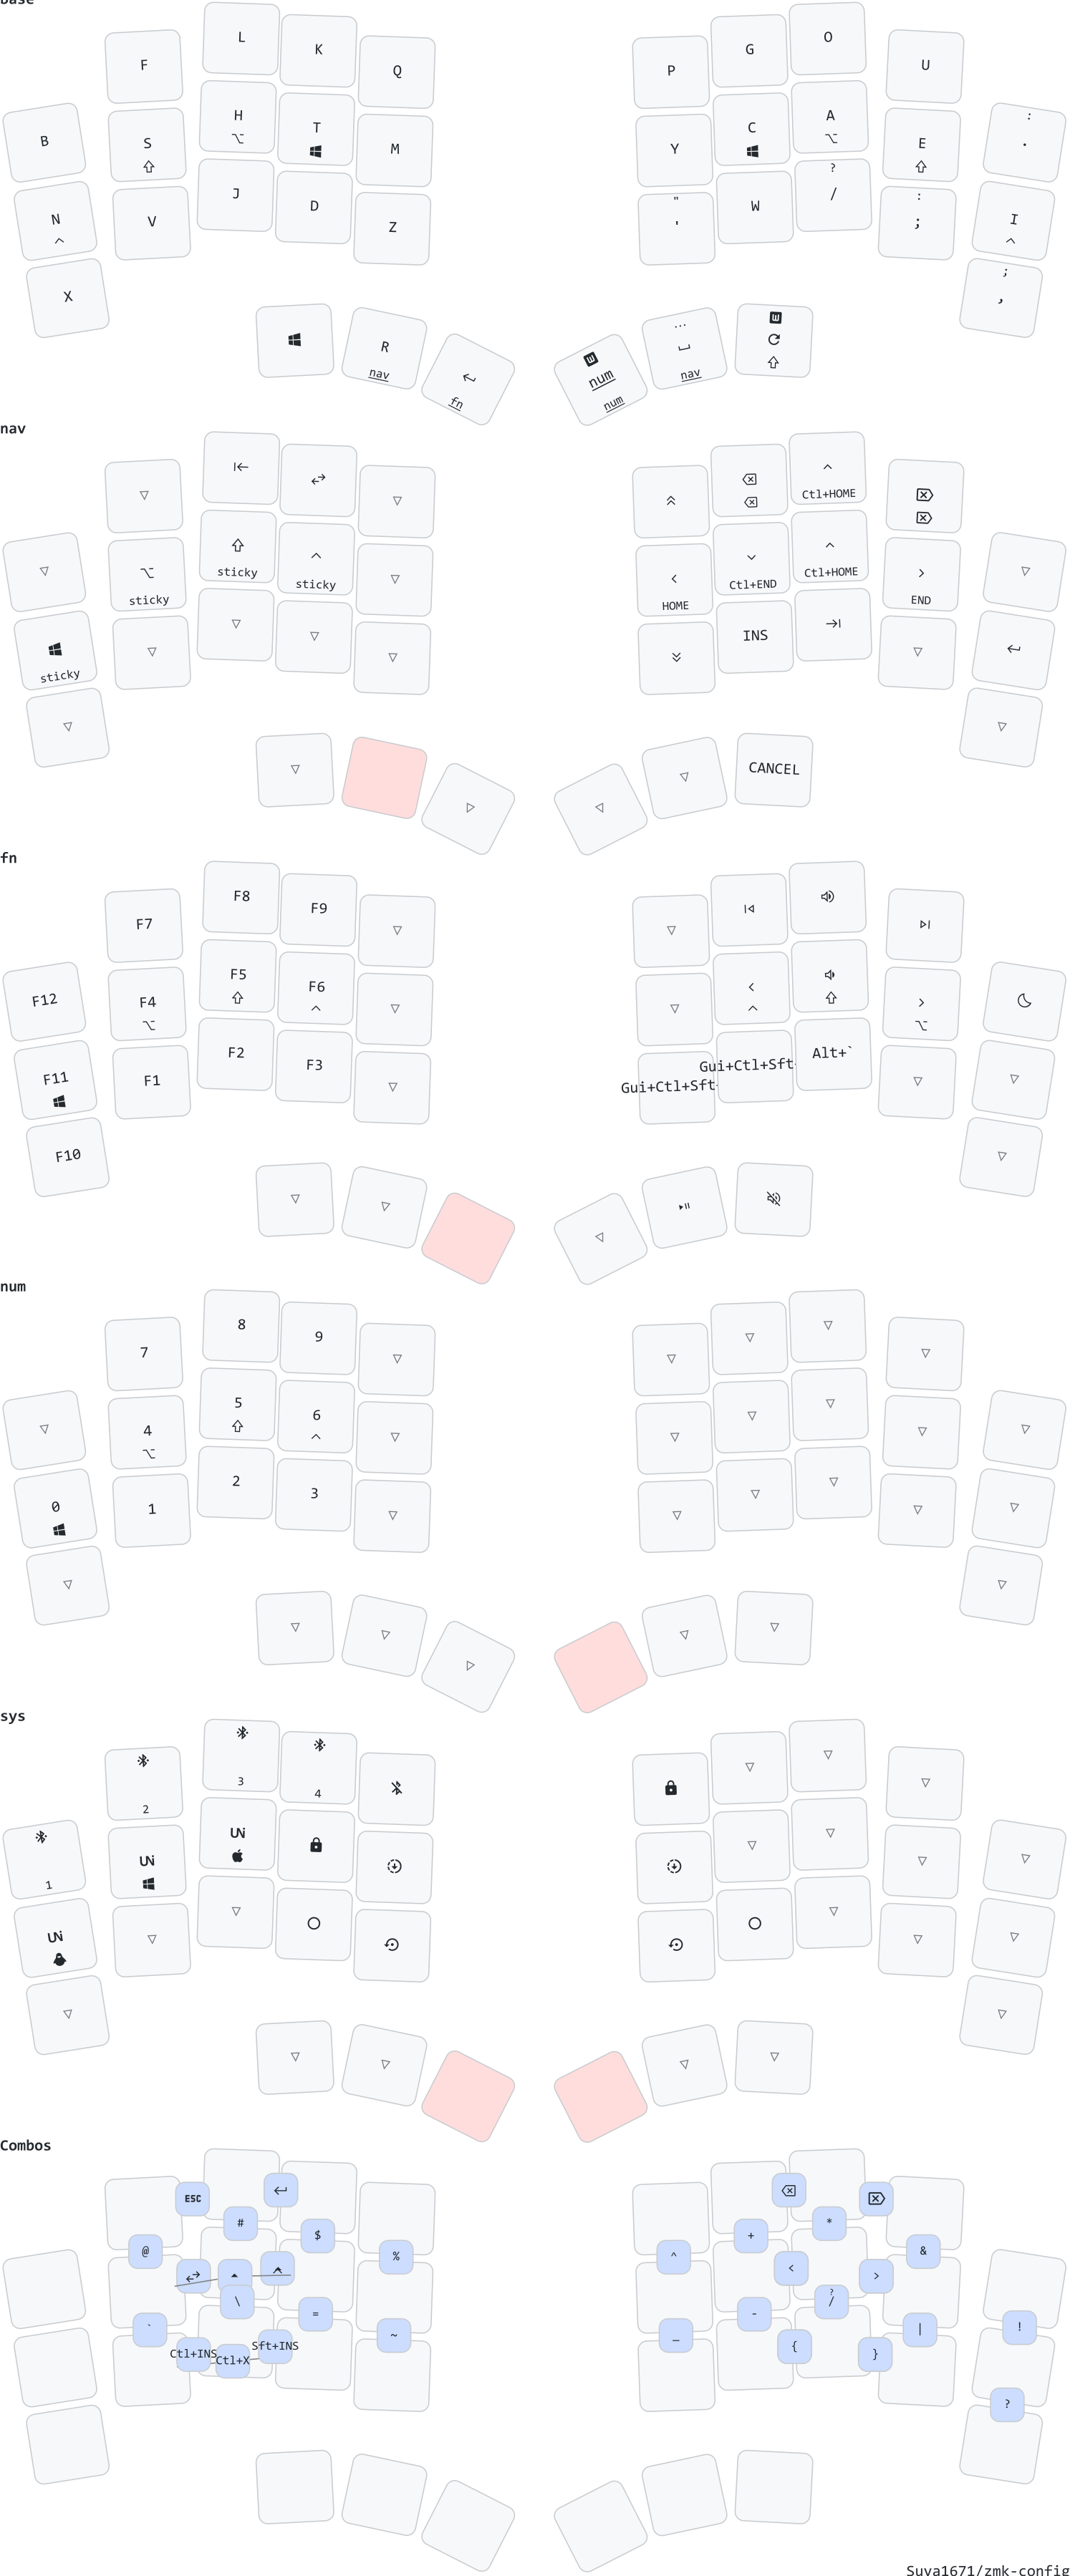 Base
B F L K Q P G O U : .
N ^ S H T M Y C A E I ^
X V J D Z " ' W ? / : ; ; ,
R nav fn num num ... nav
nav
sticky sticky sticky sticky
^ Ctl+HOME
< HOME ⌄ Ctl+END ^ Ctl+HOME > END
INS
CANCEL
fn
F12 F7 F8 F9
F11 F4 F5 F6 ^ < ^ >
F10 F1 F2 F3 Gui+Ctl+Sft- Gui+Ctl+Sft- Alt+`
num
7 8 9
0 4 5 6 ^
1 2 3
sys
1 2 3 4
Uni Uni Uni
Combos
ESC
@ # $ % ^ + * &
< > !
\ ? /
` = ~ _ - |
Ctl+INS Ctl+X Sft+INS { }
?
Suva1671/zmk-config